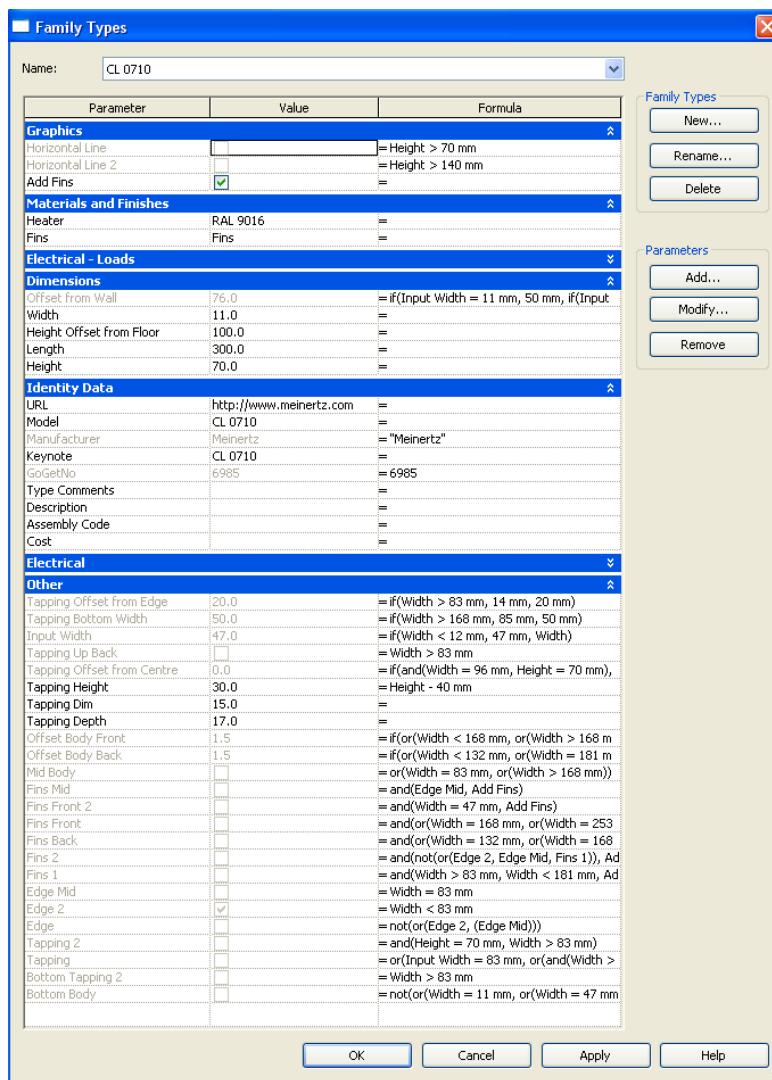 Family Types
Name: CL 0710
Parameter Value Formula
Graphics
Horizontal Line = Height > 70 mm
Horizontal Line 2 = Height > 140 mm
Add Fins =
Materials and Finishes
Heater RAL 9016 =
Fins Fins =
Electrical - Loads
Dimensions
Offset from Wall 76.0 = if(Input Width = 11 mm, 50 mm, if(Input
Width 11.0 =
Height Offset from Floor 100.0 =
Length 300.0 =
Height 70.0 =
Identity Data
URL http://www.meinertz.com =
Model CL 0710 =
Manufacturer Meinertz = "Meinertz"
Keynote CL 0710 =
GoGetNo 6985 = 6985
Type Comments =
Description =
Assembly Code =
Cost =
Electrical
Other
Tapping Offset from Edge 20.0 = if(Width > 83 mm, 14 mm, 20 mm)
Tapping Bottom Width 50.0 = if(Width > 168 mm, 85 mm, 50 mm)
Input Width 47.0 = if(Width < 12 mm, 47 mm, Width)
Tapping Up Back = Width > 83 mm
Tapping Offset from Centre 0.0 = if(and(Width = 96 mm, Height = 70 mm),
Tapping Height 30.0 = Height - 40 mm
Tapping Dim 15.0 =
Tapping Depth 17.0 =
Offset Body Front 1.5 = if(or(Width < 168 mm, or(Width > 168 m
Offset Body Back 1.5 = if(or(Width < 132 mm, or(Width = 181 m
Mid Body = or(Width = 83 mm, or(Width > 168 mm))
Fins Mid = and(Edge Mid, Add Fins)
Fins Front 2 = and(Width = 47 mm, Add Fins)
Fins Front = and(or(Width = 168 mm, or(Width = 253
Fins Back = and(or(Width = 132 mm, or(Width = 168
Fins 2 = and(not(or(Edge 2, Edge Mid, Fins 1)), Ad
Fins 1 = and(Width > 83 mm, Width < 181 mm, Ad
Edge Mid = Width = 83 mm
Edge 2 = Width < 83 mm
Edge = not(or(Edge 2, (Edge Mid)))
Tapping 2 = and(Height = 70 mm, Width > 83 mm)
Tapping = or(Input Width = 83 mm, or(and(Width >
Bottom Tapping 2 = Width > 83 mm
Bottom Body = not(or(Width = 11 mm, or(Width = 47 mm
Family Types
New...
Rename...
Delete
Parameters
Add...
Modify...
Remove
OK Cancel Apply Help